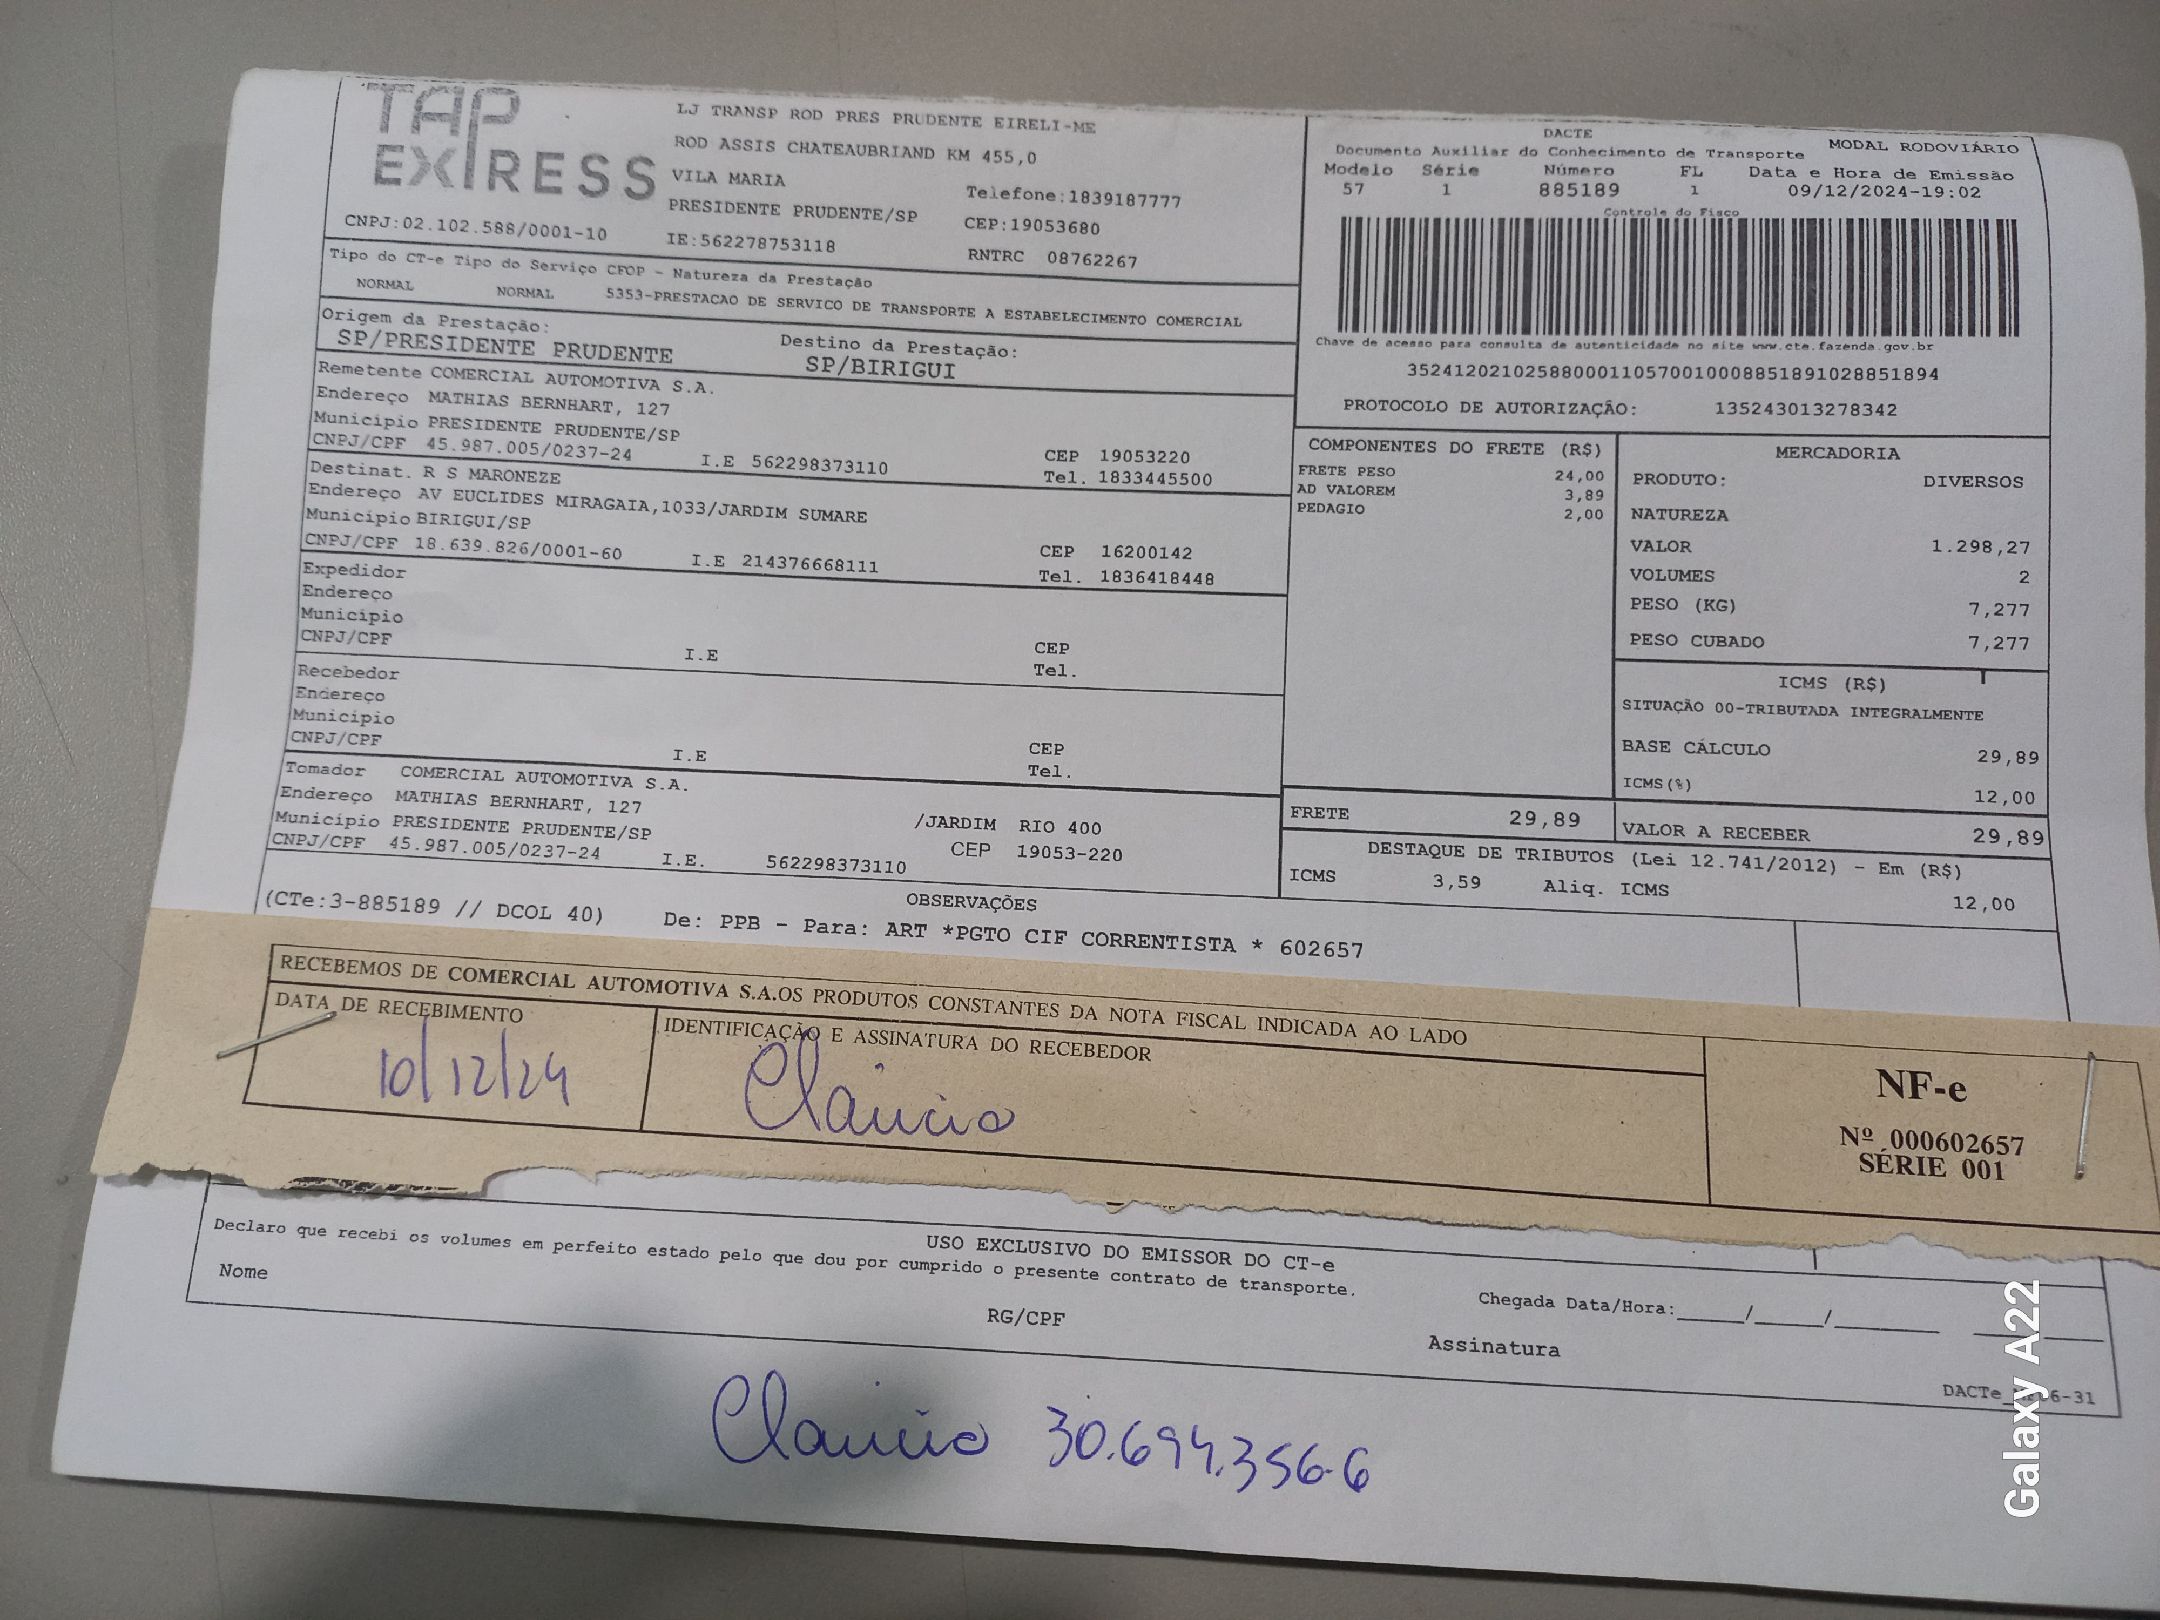 TAP
EXPRESS
CNPJ:02.102.588/0001-10
LJ TRANSP ROD PRES PRUDENTE EIRELI-ME
ROD ASSIS CHATEAUBRIAND KM 455,0
VILA MARIA
Telefone:1839187777
PRESIDENTE PRUDENTE/SP
CEP:19053680
IE:562278753118
RNTRC 08762267
Tipo do CT-e Tipo do Serviço CFOP - Natureza da Prestação
NORMAL NORMAL 5353-PRESTACAO DE SERVICO DE TRANSPORTE A ESTABELECIMENTO COMERCIAL
Origem da Prestação:
SP/PRESIDENTE PRUDENTE
Destino da Prestação:
SP/BIRIGUI
Remetente COMERCIAL AUTOMOTIVA S.A.
Endereço MATHIAS BERNHART, 127
Municipio PRESIDENTE PRUDENTE/SP
CEP 19053220
CNPJ/CPF 45.987.005/0237-24 I.E 562298373110
Tel. 1833445500
Destinat. R S MARONEZE
Endereço AV EUCLIDES MIRAGAIA,1033/JARDIM SUMARE
Municipio BIRIGUI/SP
CEP 16200142
CNPJ/CPF 18.639.826/0001-60 I.E 214376668111
Tel. 1836418448
Expedidor
Endereço
Município
CNPJ/CPF I.E CEP
Tel.
Recebedor
Endereço
Município
CNPJ/CPF I.E CEP
Tel.
Tomador COMERCIAL AUTOMOTIVA S.A.
Endereço MATHIAS BERNHART, 127
/JARDIM RIO 400
Município PRESIDENTE PRUDENTE/SP
CEP 19053-220
CNPJ/CPF 45.987.005/0237-24 I.E. 562298373110
DACTE
MODAL RODOVIÁRIO
Documento Auxiliar do Conhecimento de Transporte
Modelo Série Número FL Data e Hora de Emissão
57 1 885189 1 09/12/2024-19:02
Controle do Fisco
Chave de acesso para consulta de autenticidade no site www.cte.fazenda.gov.br
35241202102588000110570010008851891028851894
PROTOCOLO DE AUTORIZAÇÃO: 135243013278342
COMPONENTES DO FRETE (R$)
FRETE PESO 24,00
AD VALOREM 3,89
PEDAGIO 2,00
MERCADORIA
PRODUTO: DIVERSOS
NATUREZA
VALOR 1.298,27
VOLUMES 2
PESO (KG) 7,277
PESO CUBADO 7,277
ICMS (R$)
SITUAÇÃO 00-TRIBUTADA INTEGRALMENTE
BASE CÁLCULO 29,89
ICMS(%) 12,00
FRETE 29,89
VALOR A RECEBER 29,89
DESTAQUE DE TRIBUTOS (Lei 12.741/2012) - Em (R$)
ICMS 3,59 Aliq. ICMS 12,00
OBSERVAÇÕES
(CTe:3-885189 // DCOL 40) De: PPB - Para: ART *PGTO CIF CORRENTISTA * 602657
RECEBEMOS DE COMERCIAL AUTOMOTIVA S.A.OS PRODUTOS CONSTANTES DA NOTA FISCAL INDICADA AO LADO
DATA DE RECEBIMENTO
10/12/24
IDENTIFICAÇÃO E ASSINATURA DO RECEBEDOR
NF-e
Nº 000602657
SÉRIE 001
USO EXCLUSIVO DO EMISSOR DO CT-e
Declaro que recebi os volumes em perfeito estado pelo que dou por cumprido o presente contrato de transporte.
Nome
RG/CPF
Chegada Data/Hora:_____/_____/________
Assinatura
30.694.356-6
Galaxy A22